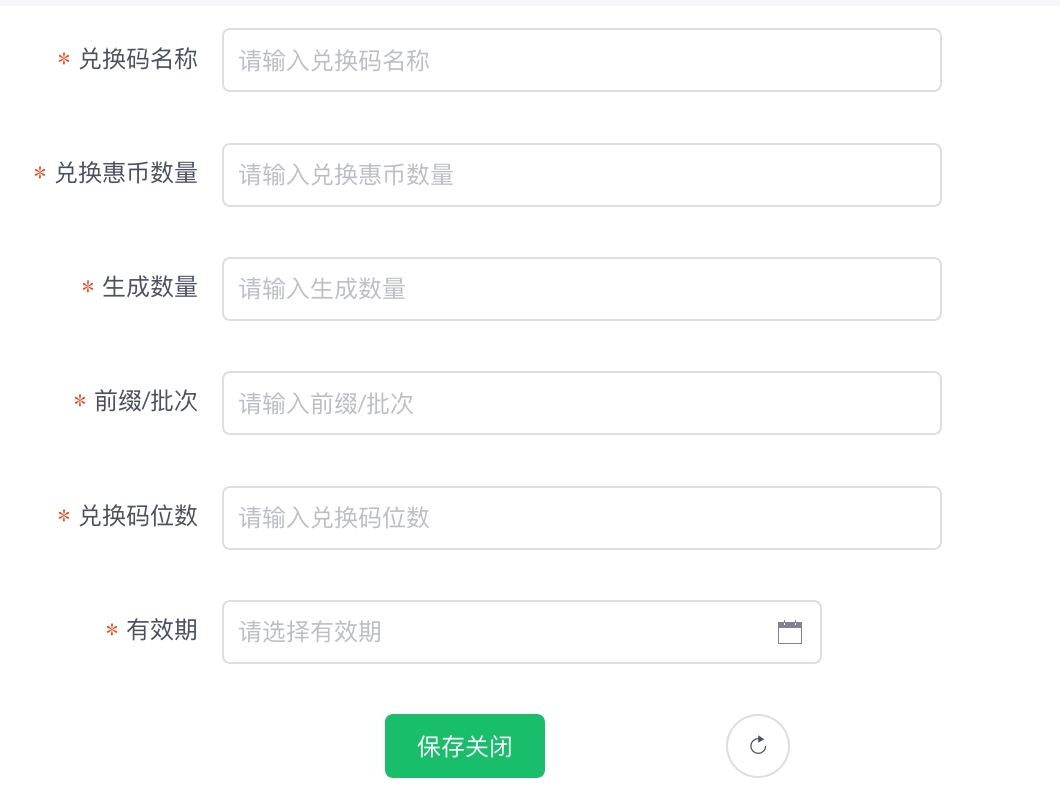 * 兑换码名称 请输入兑换码名称
* 兑换惠币数量 请输入兑换惠币数量
* 生成数量 请输入生成数量
* 前缀/批次 请输入前缀/批次
* 兑换码位数 请输入兑换码位数
* 有效期 请选择有效期
保存关闭